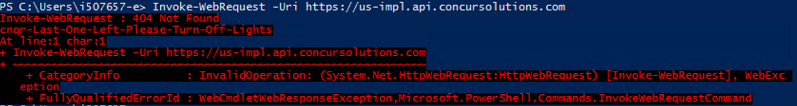 PS C:\Users\i507657-e> Invoke-WebRequest -Uri https://us-impl.api.concursolutions.com
Invoke-WebRequest : 404 Not Found
cnqr-Last-One-Left-Please-Turn-Off-Lights
At line:1 char:1
+ Invoke-WebRequest -Uri https://us-impl.api.concursolutions.com
+ ~~~~~~~~~~~~~~~~~~~~~~~~~~~~~~~~~~~~~~~~~~~~~~~~~~~~~~~~~~~~~~
+ CategoryInfo : InvalidOperation: (System.Net.HttpWebRequest:HttpWebRequest) [Invoke-WebRequest], WebExc
eption
+ FullyQualifiedErrorId : WebCmdletWebResponseException,Microsoft.PowerShell.Commands.InvokeWebRequestCommand